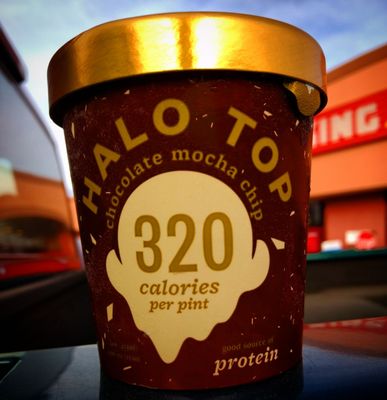 HALO TOP
chocolate mocha chip
320
calories
per pint
good source of
protein